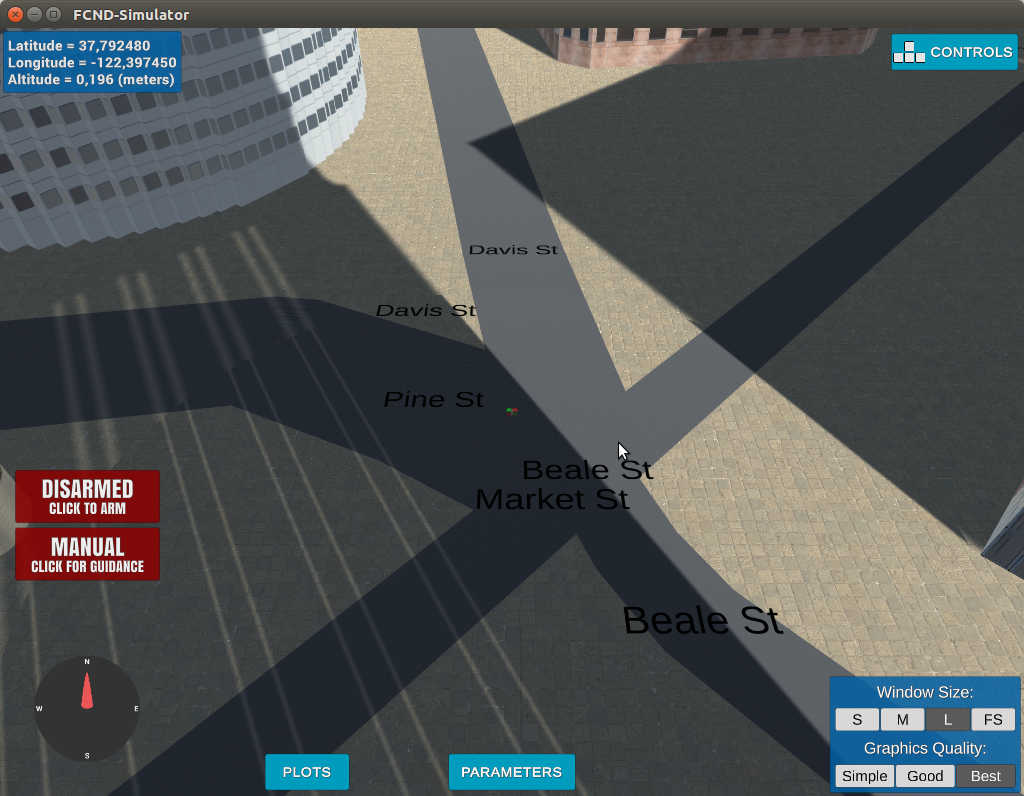 FCND-Simulator
Latitude = 37,792480
Longitude = -122,397450
Altitude = 0,196 (meters)
CONTROLS
Davis St
Davis St
Pine St
Beale St
Market St
DISARMED
CLICK TO ARM
MANUAL
CLICK FOR GUIDANCE
Beale St
N
W
E
S
PLOTS
PARAMETERS
Window Size:
S M L FS
Graphics Quality:
Simple Good Best